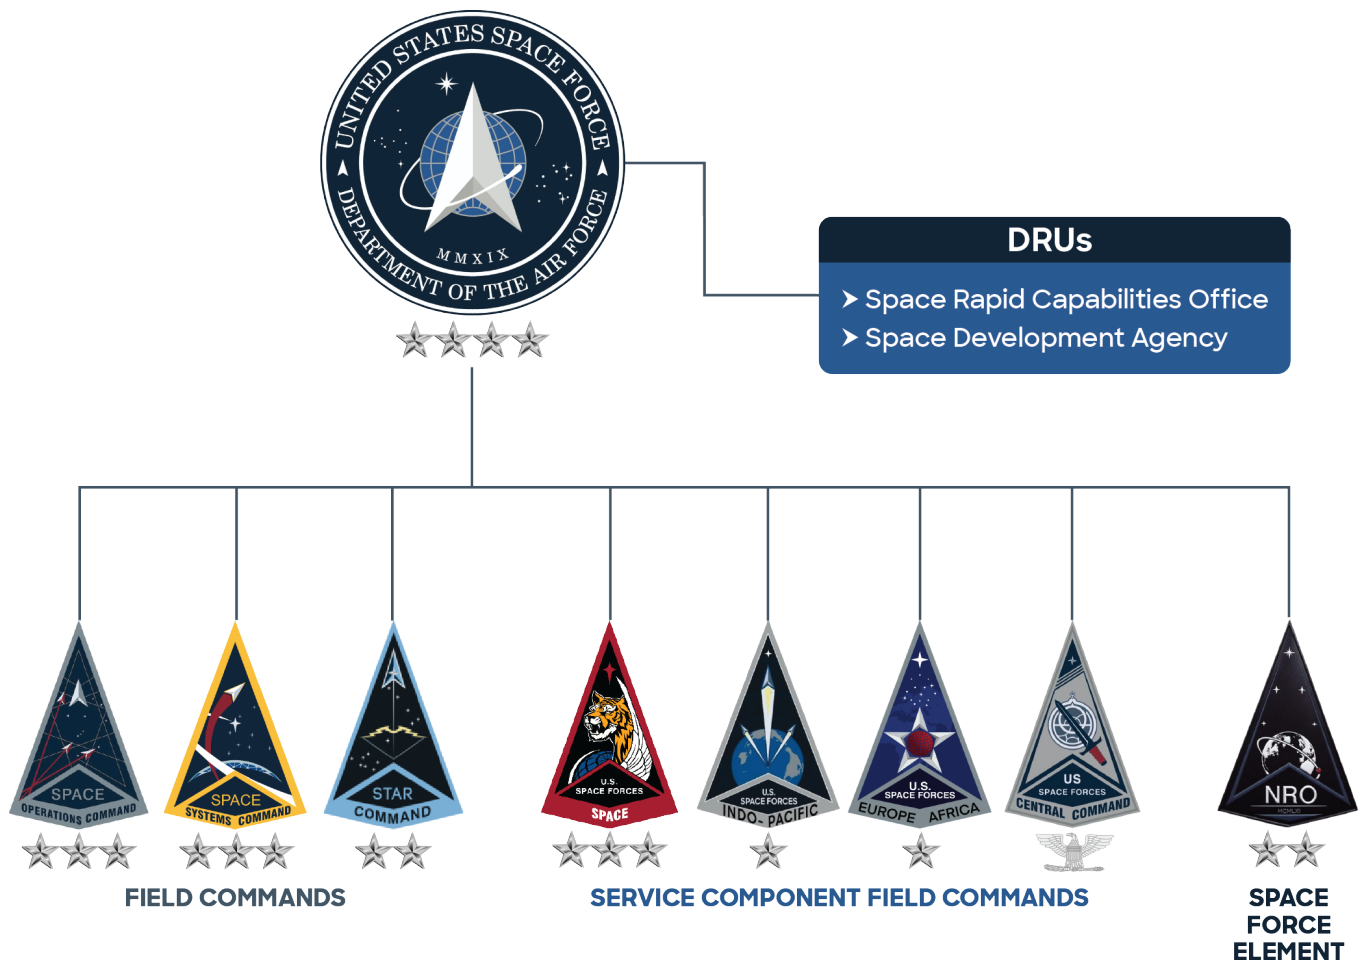 UNITED STATES SPACE FORCE
DEPARTMENT OF THE AIR FORCE
MMXIX
DRUs
Space Rapid Capabilities Office
Space Development Agency
SPACE
OPERATIONS COMMAND
SPACE
SYSTEMS COMMAND
STAR
COMMAND
U.S.
SPACE FORCES
SPACE
U.S.
SPACE FORCES
INDO-PACIFIC
U.S.
SPACE FORCES
EUROPE AFRICA
US
SPACE FORCES
CENTRAL COMMAND
NRO
MCMLXI
FIELD COMMANDS
SERVICE COMPONENT FIELD COMMANDS
SPACE
FORCE
ELEMENT